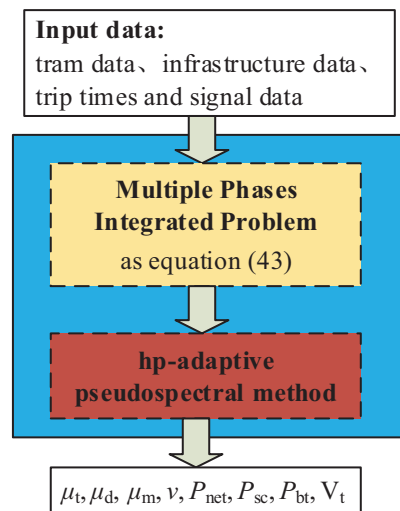 Input data:
tram data、infrastructure data、
trip times and signal data
Multiple Phases
Integrated Problem
as equation (43)
hp-adaptive
pseudospectral method
μt, μd, μm, v, Pnet, Psc, Pbt, Vt